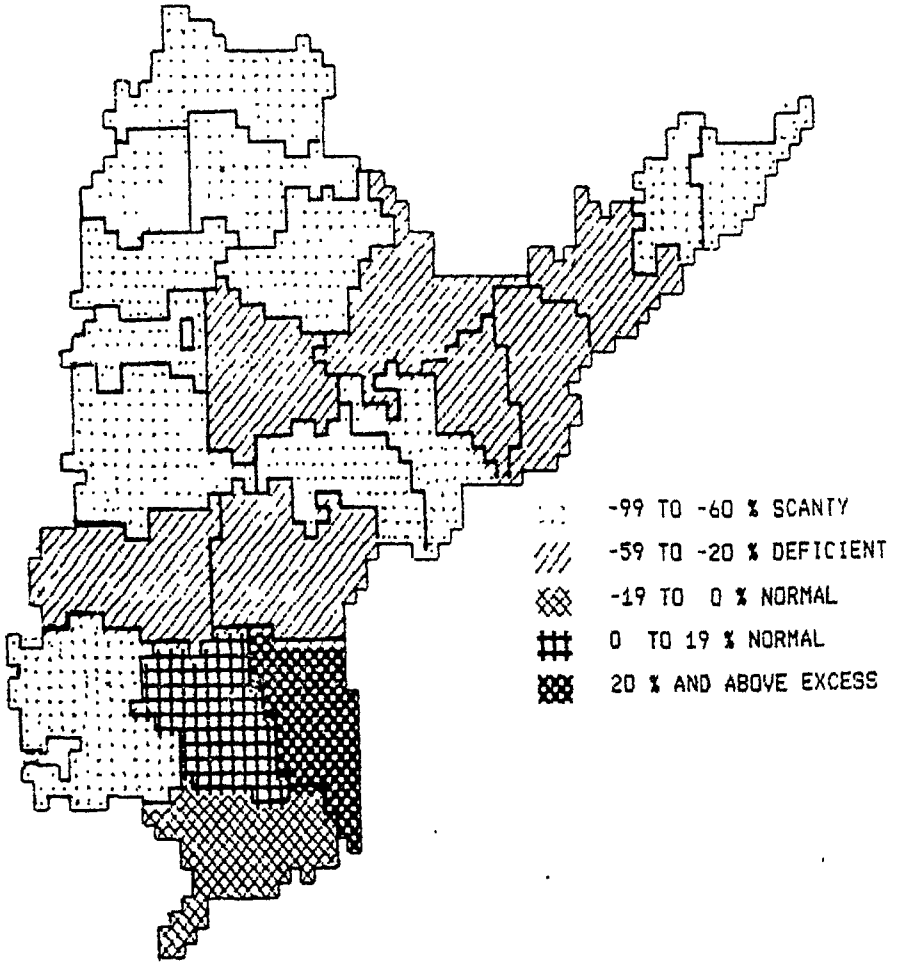 -99 TO -60 % SCANTY
-59 TO -20 % DEFICIENT
-19 TO 0 % NORMAL
0 TO 19 % NORMAL
20 % AND ABOVE EXCESS